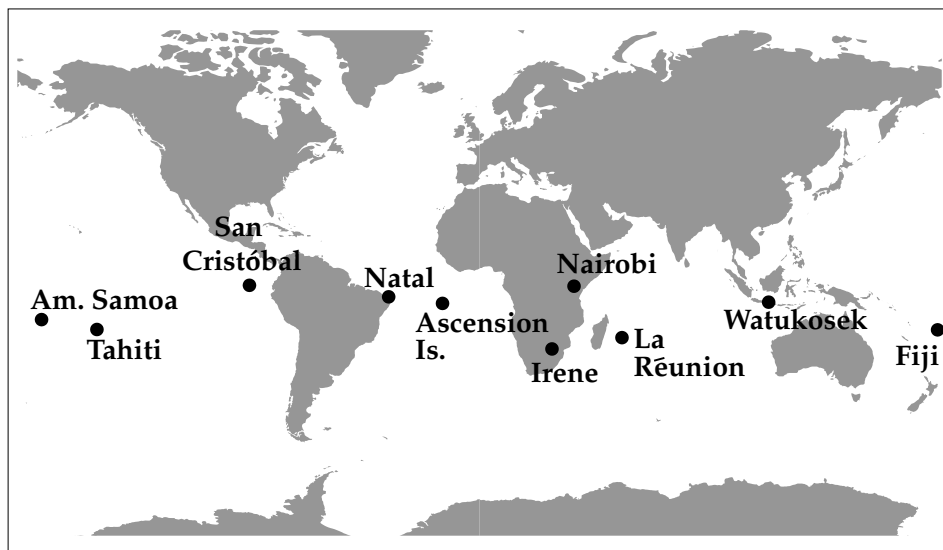 San
Cristóbal
Natal
Nairobi
Am. Samoa
Tahiti
Ascension
Is.
Watukosek
La
Réunion
Irene
Fiji